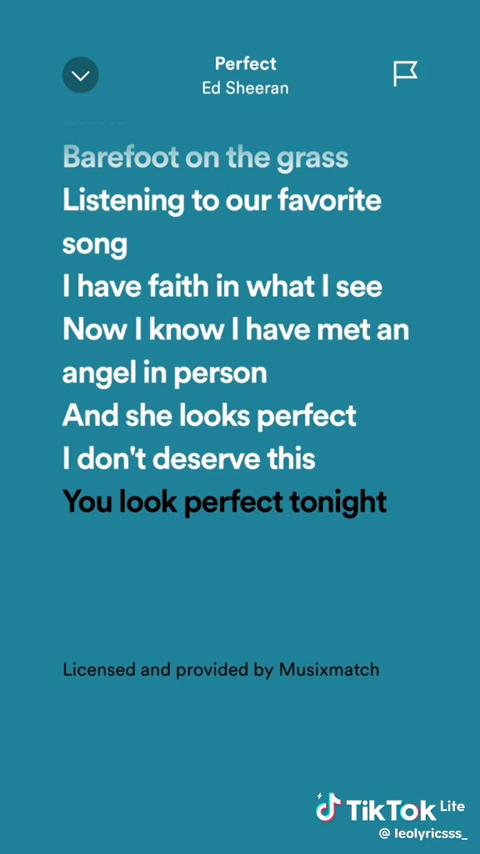 Perfect
Ed Sheeran
Barefoot on the grass
Listening to our favorite
song
I have faith in what I see
Now I know I have met an
angel in person
And she looks perfect
I don't deserve this
You look perfect tonight
Licensed and provided by Musixmatch
TikTok Lite
@ leolyricsss_